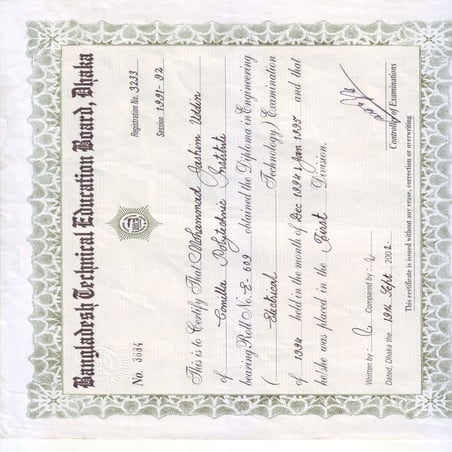 Bangladesh Technical Education Board, Dhaka
No. 3684
Registration No. 3233
Session 1991-92
This is to Certify that Mohammad Jashim Uddin
of Comilla Polytechnic Institute
bearing Roll No. E-609 obtained the Diploma in Engineering
( Electrical Technology) Examination
of 1994 held in the month of Dec 1994 & Jan 1995 and that
he/she was placed in the First Division.
Written by :
Compared by :
Dated, Dhaka the 19th Sept, 2002
Controller of Examinations
This certificate is issued without any erase, correction or overwriting